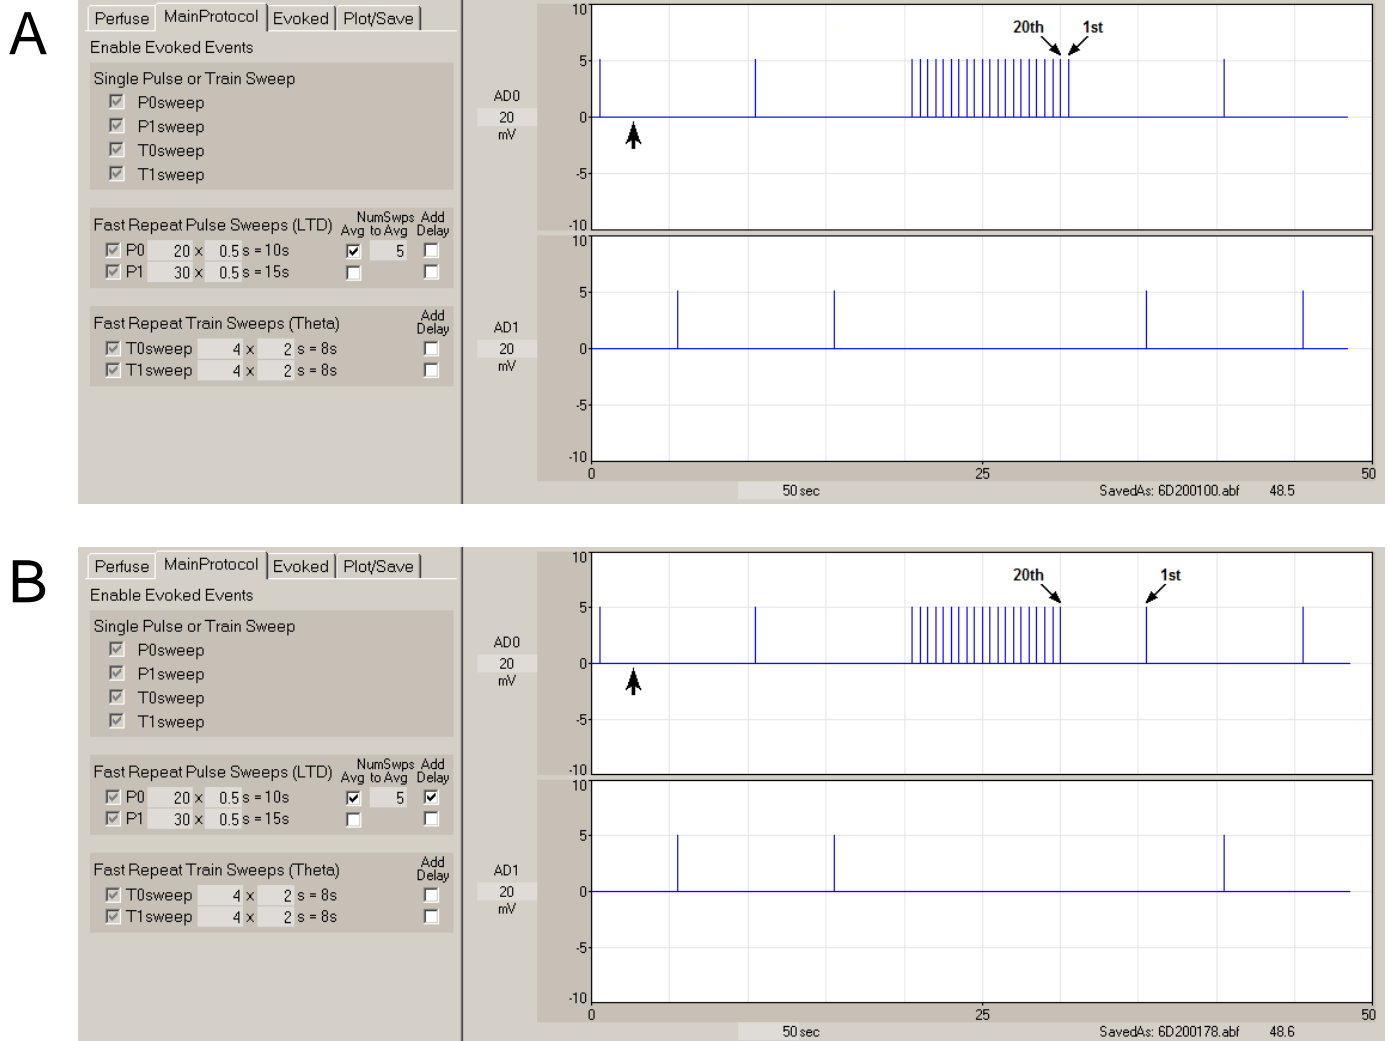 A
Perfuse MainProtocol Evoked Plot/Save
Enable Evoked Events
Single Pulse or Train Sweep
P0sweep
P1sweep
T0sweep
T1sweep
Fast Repeat Pulse Sweeps (LTD) Avg NumSwps to Avg Add Delay
P0 20 x 0.5 s = 10s 5
P1 30 x 0.5 s = 15s
Fast Repeat Train Sweeps (Theta) Add Delay
T0sweep 4 x 2 s = 8s
T1sweep 4 x 2 s = 8s
AD0
20
mV
10
5
0
-5
-10
20th 1st
AD1
20
mV
10
5
0
-5
-10
0 25 50
50 sec SavedAs: 6D200100.abf 48.5
B
Perfuse MainProtocol Evoked Plot/Save
Enable Evoked Events
Single Pulse or Train Sweep
P0sweep
P1sweep
T0sweep
T1sweep
Fast Repeat Pulse Sweeps (LTD) Avg NumSwps to Avg Add Delay
P0 20 x 0.5 s = 10s 5
P1 30 x 0.5 s = 15s
Fast Repeat Train Sweeps (Theta) Add Delay
T0sweep 4 x 2 s = 8s
T1sweep 4 x 2 s = 8s
AD0
20
mV
10
5
0
-5
-10
20th 1st
AD1
20
mV
10
5
0
-5
-10
0 25 50
50 sec SavedAs: 6D200178.abf 48.6